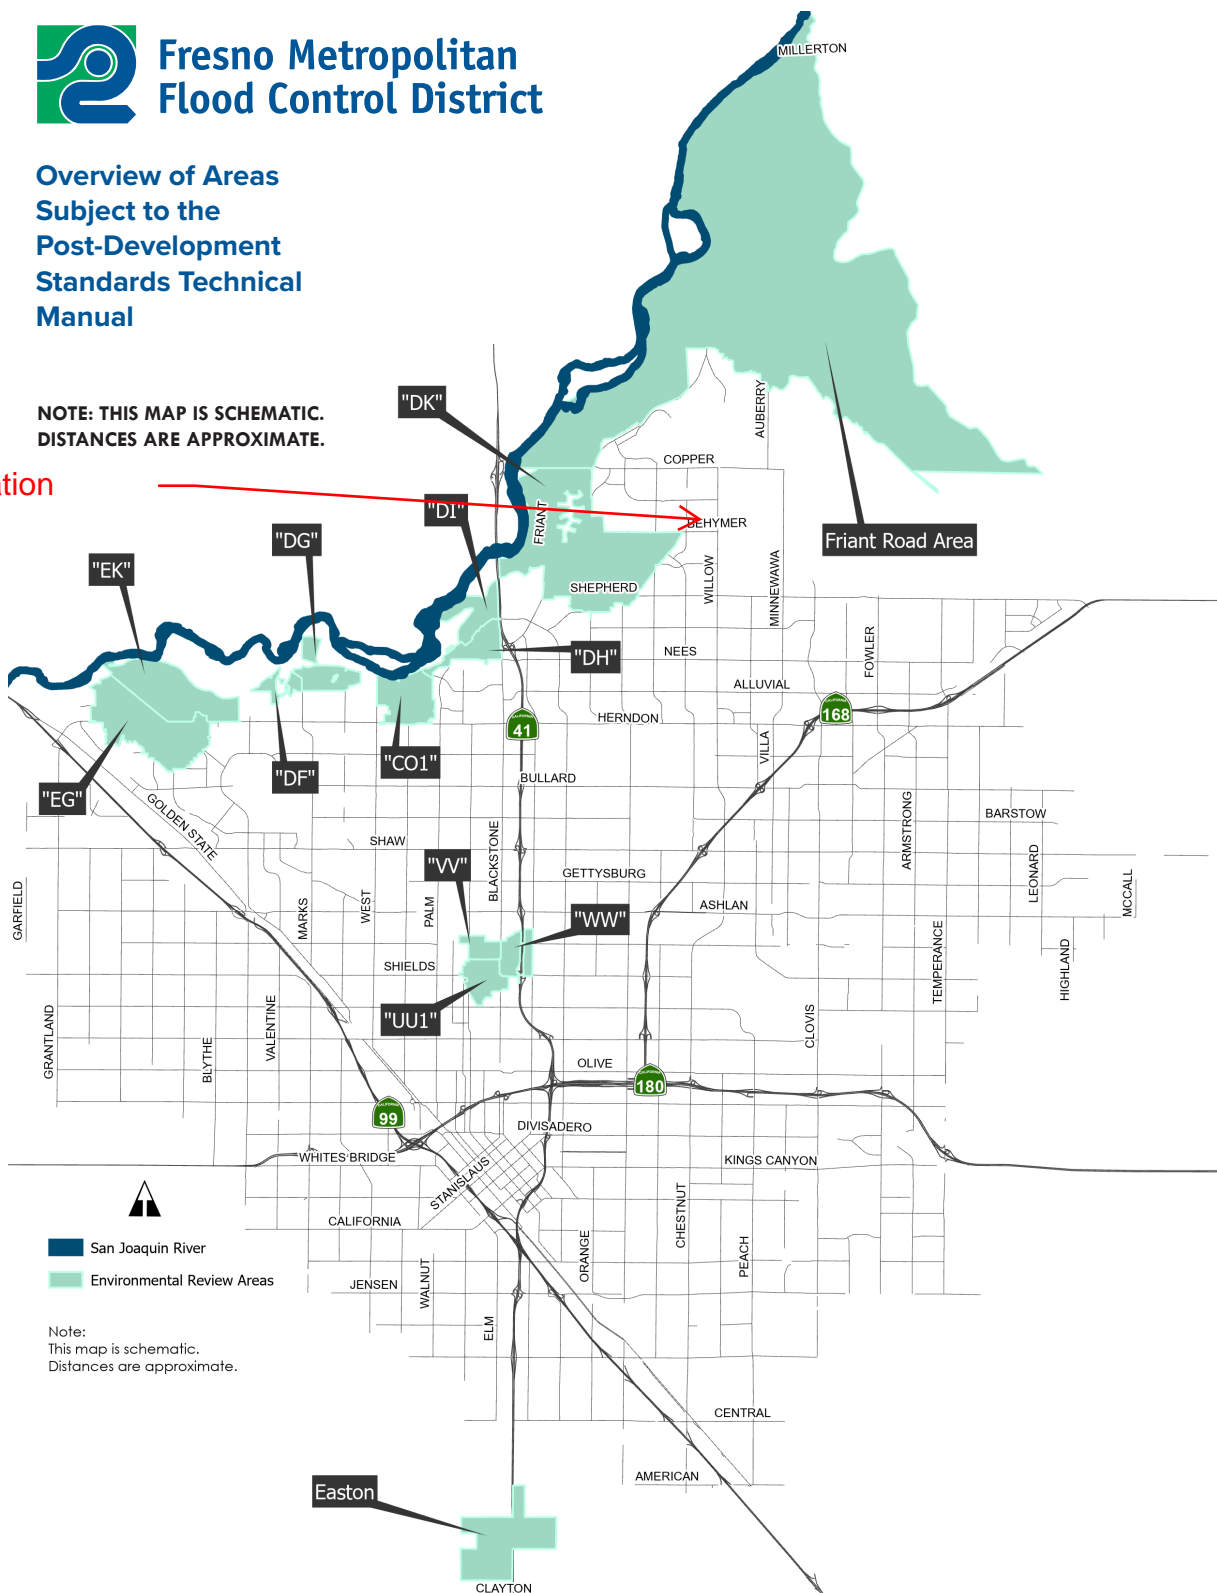 Fresno Metropolitan
Flood Control District
Overview of Areas
Subject to the
Post-Development
Standards Technical
Manual
NOTE: THIS MAP IS SCHEMATIC.
DISTANCES ARE APPROXIMATE.
MILLERTON
"DK"
AUBERRY
COPPER
"DI"
FRIANT
BEHYMER
Friant Road Area
"DG"
"EK"
SHEPHERD
WILLOW
MINNEWAWA
"DH"
NEES
FOWLER
ALLUVIAL
CALIFORNIA
168
HERNDON
CALIFORNIA
41
VILLA
"CO1"
"DF"
BULLARD
"EG"
GOLDEN STATE
BARSTOW
ARMSTRONG
SHAW
BLACKSTONE
"VV"
GETTYSBURG
LEONARD
MCCALL
GARFIELD
MARKS
WEST
PALM
ASHLAN
"WW"
TEMPERANCE
HIGHLAND
SHIELDS
"UU1"
GRANTLAND
BLYTHE
VALENTINE
CLOVIS
OLIVE
CALIFORNIA
180
CALIFORNIA
99
DIVISADERO
WHITES BRIDGE
KINGS CANYON
STANISLAUS
CALIFORNIA
CHESTNUT
ORANGE
PEACH
San Joaquin River
Environmental Review Areas
JENSEN
WALNUT
ELM
Note:
This map is schematic.
Distances are approximate.
CENTRAL
AMERICAN
Easton
CLAYTON